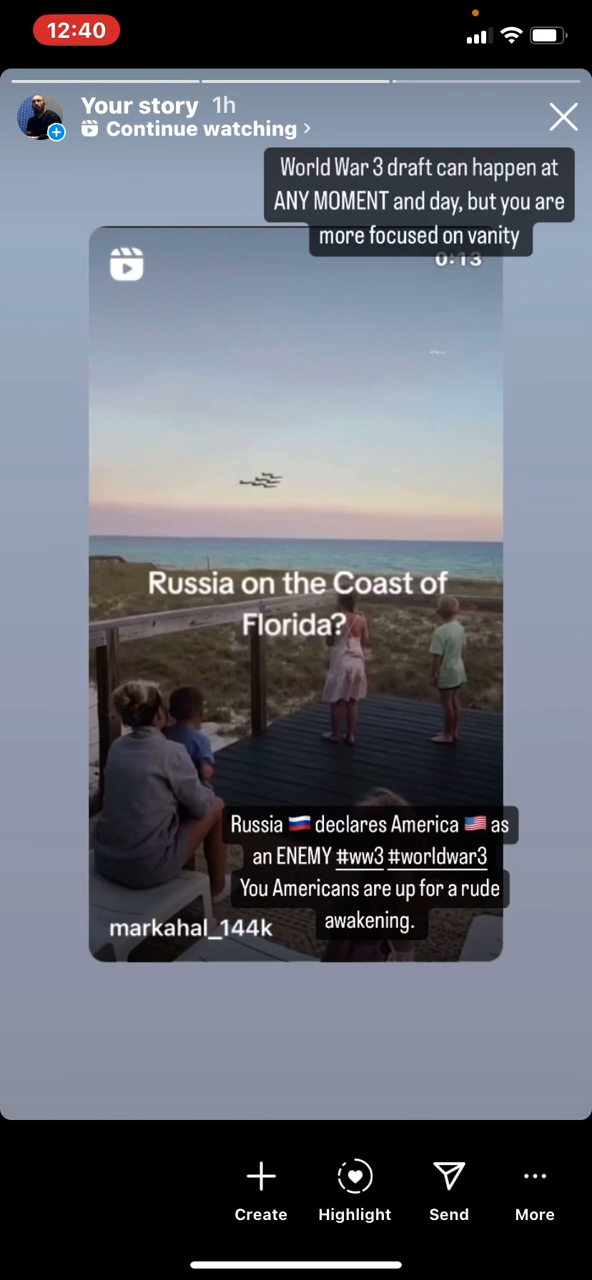 12:40
Your story 1h
Continue watching >
World War 3 draft can happen at
ANY MOMENT and day, but you are
more focused on vanity
0:13
Russia on the Coast of
Florida?
Russia 🇷🇺 declares America 🇺🇸 as
an ENEMY #ww3 #worldwar3
You Americans are up for a rude
awakening.
markahal_144k
Create Highlight Send More